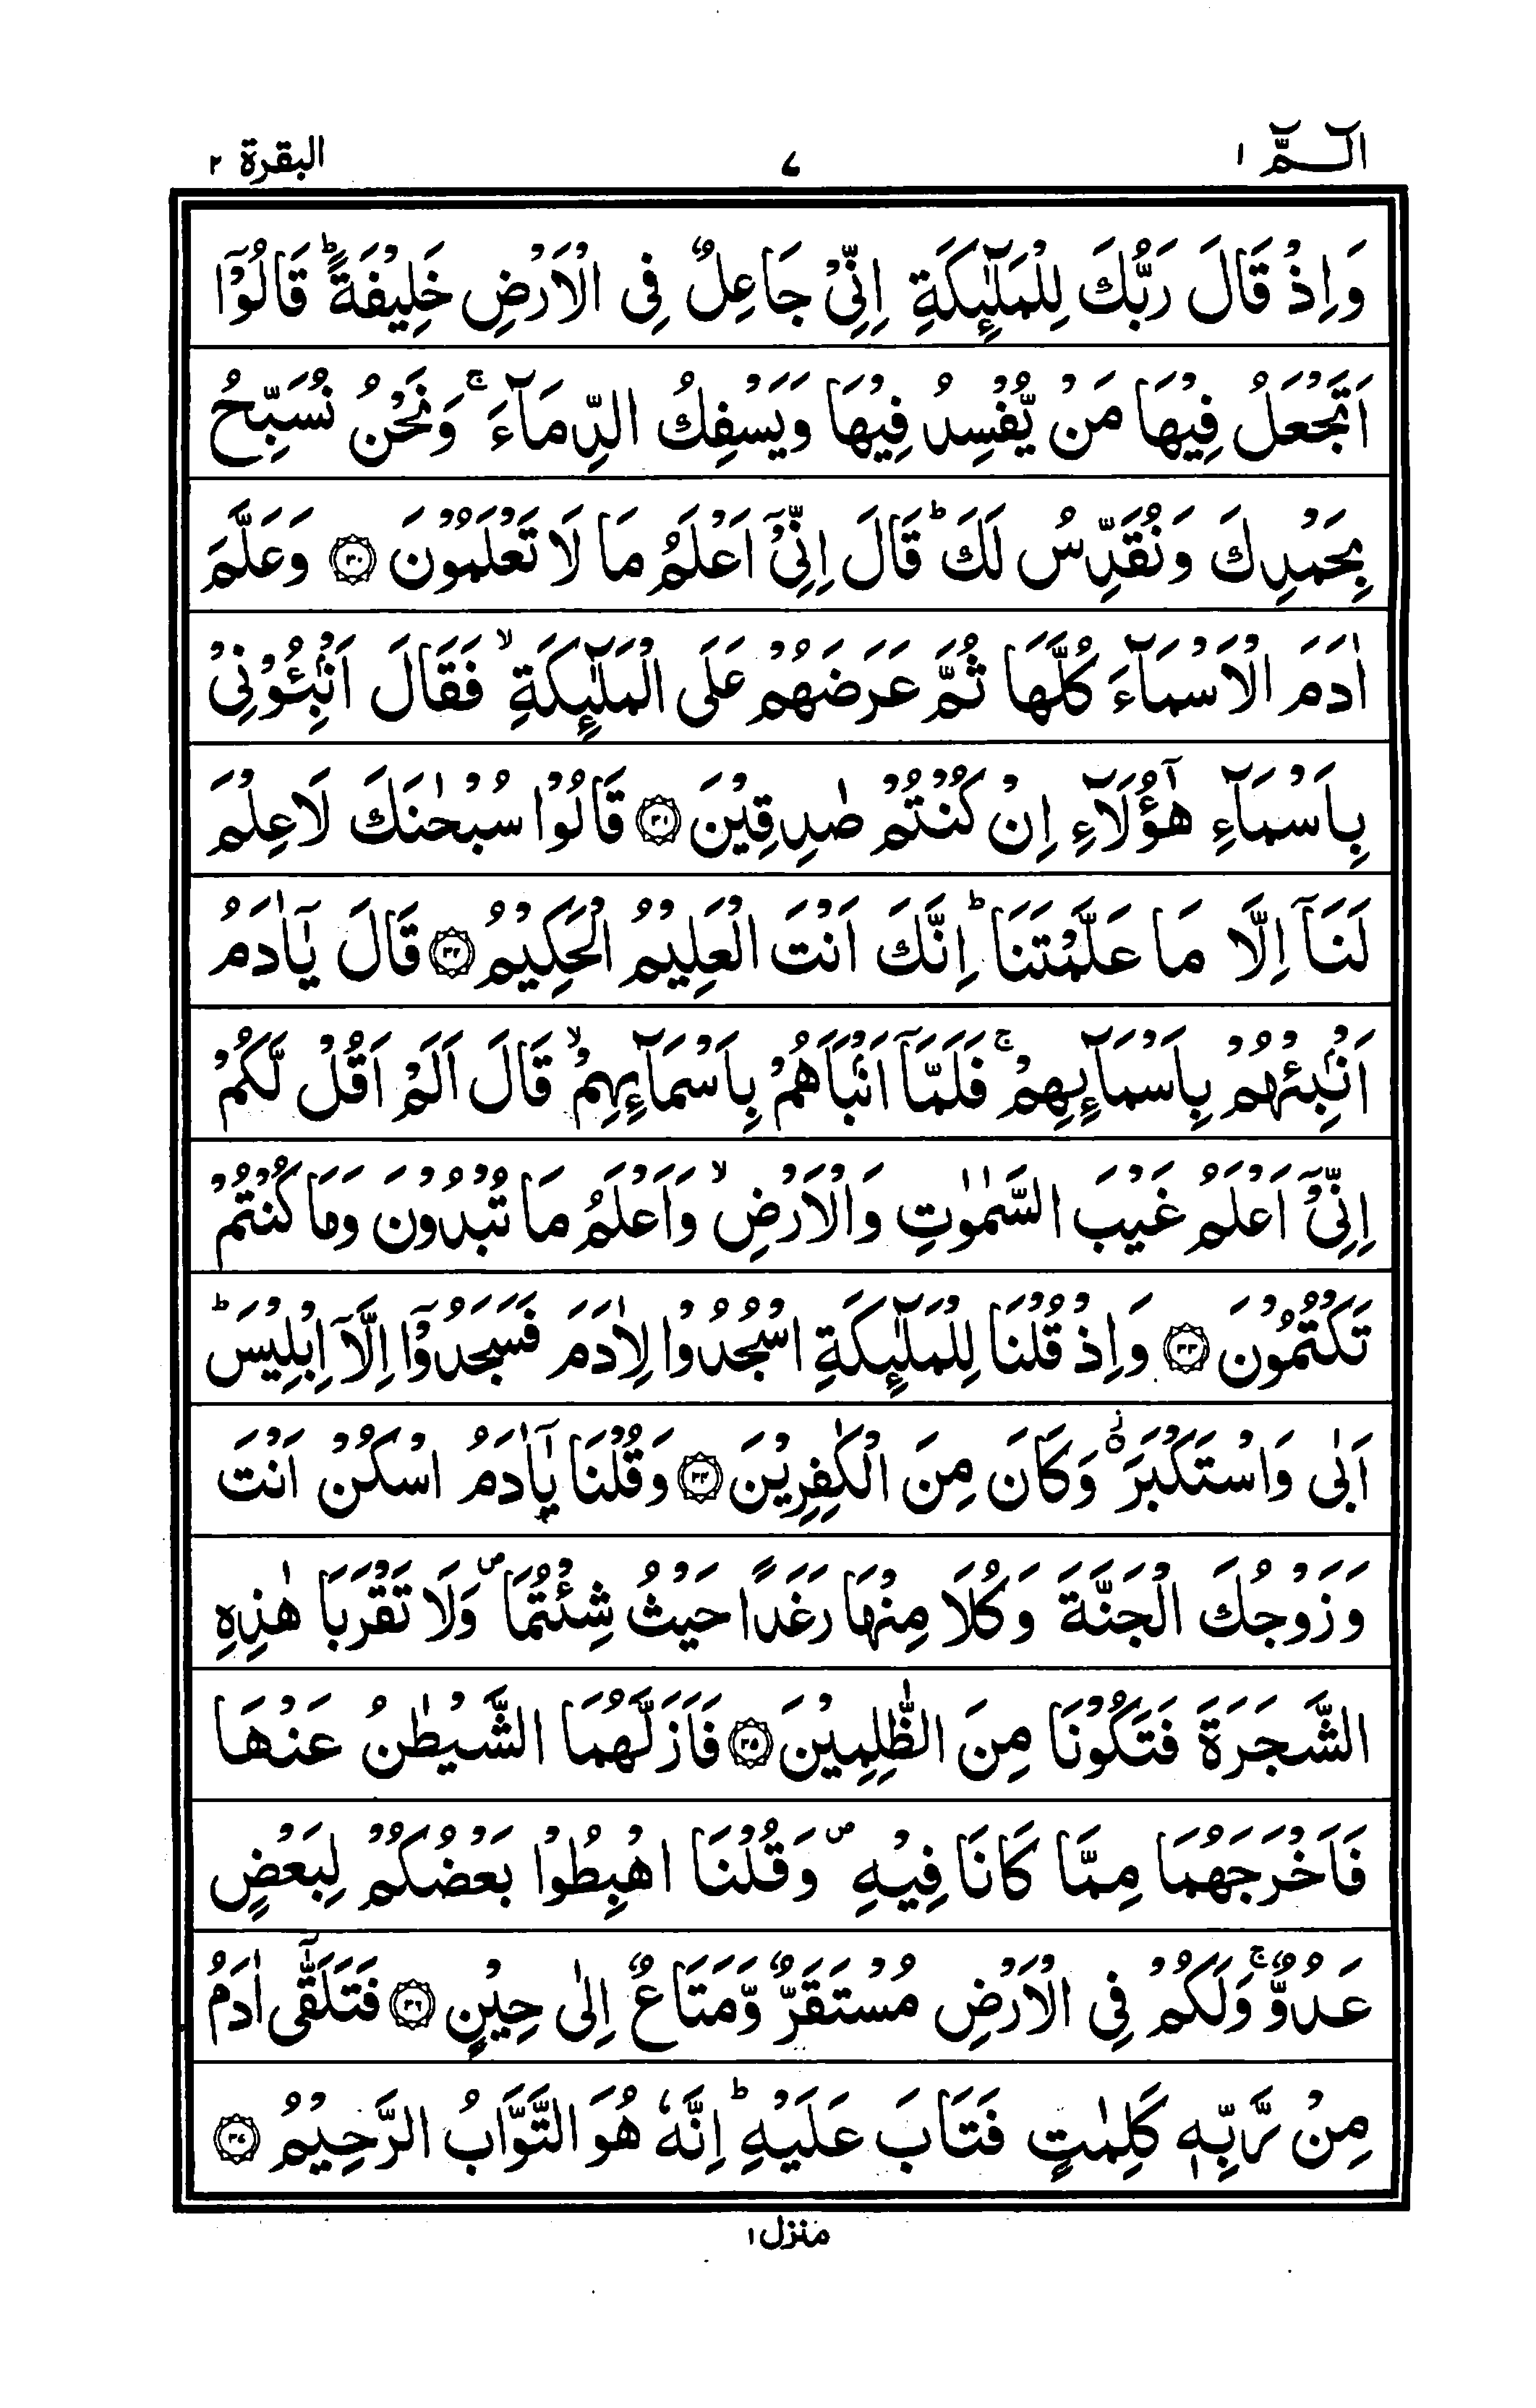 الٓـمّٓ ۱ ۷ البقرة ۲
وَاِذْ قَالَ رَبُّكَ لِلْمَلٰٓئِكَةِ اِنِّیْ جَاعِلٌ فِی الْاَرْضِ خَلِیْفَةً ؕ قَالُوْۤا
اَتَجْعَلُ فِیْهَا مَنْ یُّفْسِدُ فِیْهَا وَیَسْفِكُ الدِّمَآءَ ۚ وَنَحْنُ نُسَبِّحُ
بِحَمْدِكَ وَنُقَدِّسُ لَكَ ؕ قَالَ اِنِّیْۤ اَعْلَمُ مَا لَا تَعْلَمُوْنَ ۝۳۰ وَعَلَّمَ
اٰدَمَ الْاَسْمَآءَ كُلَّهَا ثُمَّ عَرَضَهُمْ عَلَی الْمَلٰٓئِكَةِ ۙ فَقَالَ اَنْۢبِـُٔوْنِیْ
بِاَسْمَآءِ هٰۤؤُلَآءِ اِنْ كُنْتُمْ صٰدِقِیْنَ ۝۳۱ قَالُوْا سُبْحٰنَكَ لَا عِلْمَ
لَنَاۤ اِلَّا مَا عَلَّمْتَنَا ؕ اِنَّكَ اَنْتَ الْعَلِیْمُ الْحَكِیْمُ ۝۳۲ قَالَ یٰۤاٰدَمُ
اَنْۢبِئْهُمْ بِاَسْمَآئِهِمْ ۚ فَلَمَّاۤ اَنْۢبَاَهُمْ بِاَسْمَآئِهِمْ ۙ قَالَ اَلَمْ اَقُلْ لَّكُمْ
اِنِّیْۤ اَعْلَمُ غَیْبَ السَّمٰوٰتِ وَالْاَرْضِ ۙ وَاَعْلَمُ مَا تُبْدُوْنَ وَمَا كُنْتُمْ
تَكْتُمُوْنَ ۝۳۳ وَاِذْ قُلْنَا لِلْمَلٰٓئِكَةِ اسْجُدُوْا لِاٰدَمَ فَسَجَدُوْۤا اِلَّاۤ اِبْلِیْسَ ؕ
اَبٰی وَاسْتَكْبَرَ ؗ۬ وَكَانَ مِنَ الْكٰفِرِیْنَ ۝۳۴ وَقُلْنَا یٰۤاٰدَمُ اسْكُنْ اَنْتَ
وَزَوْجُكَ الْجَنَّةَ وَكُلَا مِنْهَا رَغَدًا حَیْثُ شِئْتُمَا ۪ وَلَا تَقْرَبَا هٰذِهِ
الشَّجَرَةَ فَتَكُوْنَا مِنَ الظّٰلِمِیْنَ ۝۳۵ فَاَزَلَّهُمَا الشَّیْطٰنُ عَنْهَا
فَاَخْرَجَهُمَا مِمَّا كَانَا فِیْهِ ۪ وَقُلْنَا اهْبِطُوْا بَعْضُكُمْ لِبَعْضٍ
عَدُوٌّ ۚ وَلَكُمْ فِی الْاَرْضِ مُسْتَقَرٌّ وَّمَتَاعٌ اِلٰی حِیْنٍ ۝۳۶ فَتَلَقّٰۤی اٰدَمُ
مِنْ رَّبِّهٖ كَلِمٰتٍ فَتَابَ عَلَیْهِ ؕ اِنَّهٗ هُوَ التَّوَّابُ الرَّحِیْمُ ۝۳۷
منزل ۱